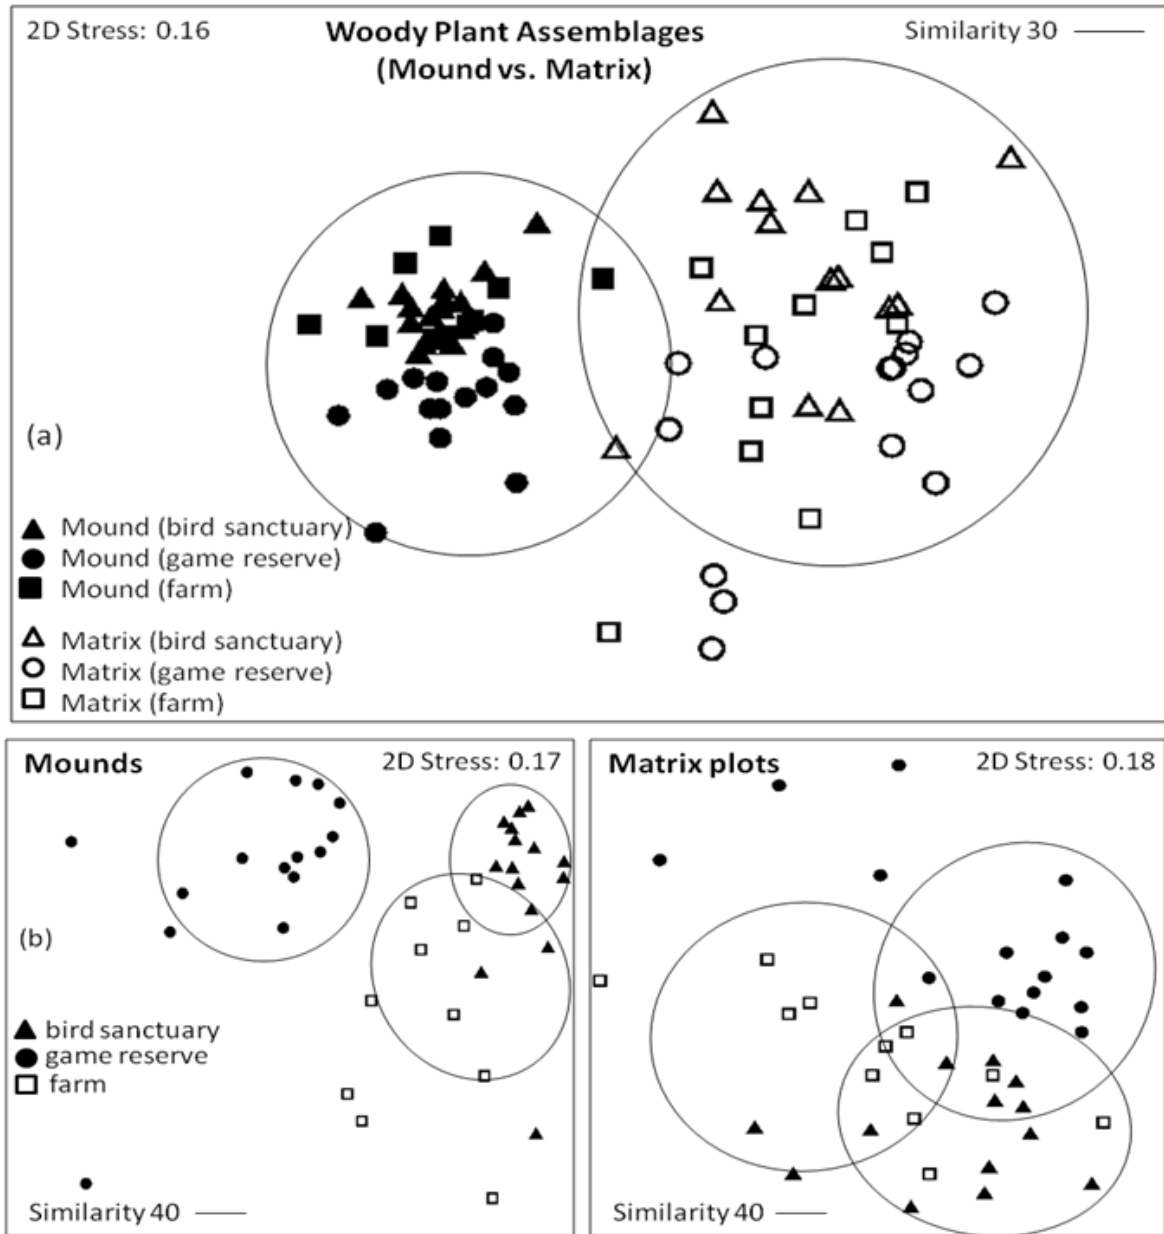 2D Stress: 0.16
Woody Plant Assemblages
(Mound vs. Matrix)
Similarity 30
(a)
Mound (bird sanctuary)
Mound (game reserve)
Mound (farm)
Matrix (bird sanctuary)
Matrix (game reserve)
Matrix (farm)
Mounds
2D Stress: 0.17
(b)
bird sanctuary
game reserve
farm
Similarity 40
Matrix plots
2D Stress: 0.18
Similarity 40